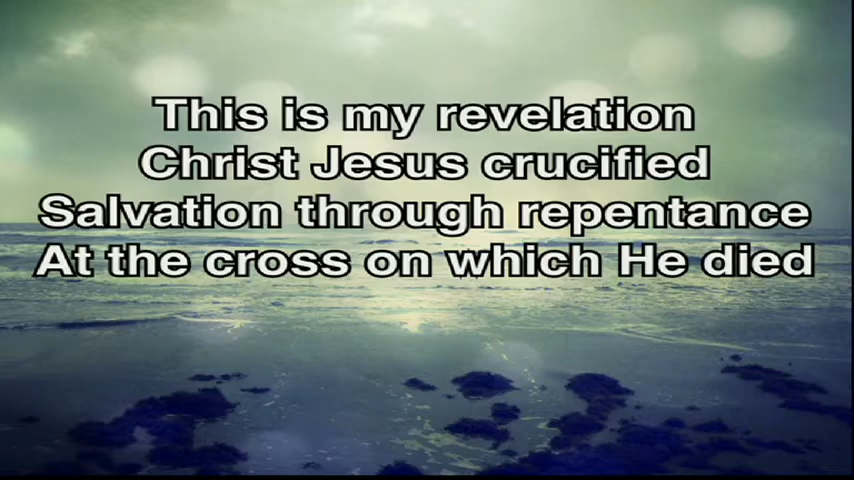 This is my revelation
Christ Jesus crucified
Salvation through repentance
At the cross on which He died